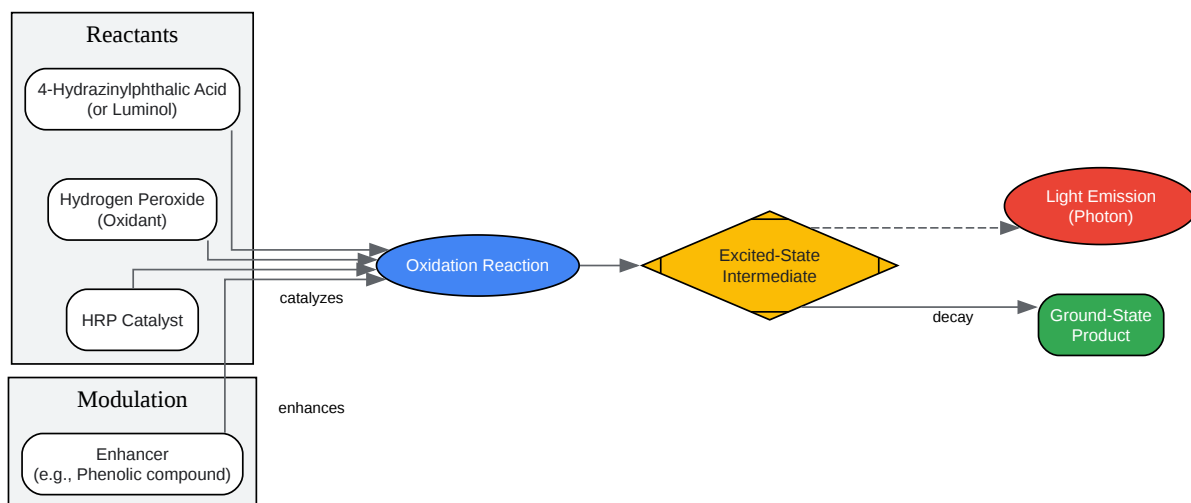 Reactants
4-Hydrazinylphthalic Acid
(or Luminol)
Hydrogen Peroxide
(Oxidant)
HRP Catalyst
catalyzes
Modulation
Enhancer
(e.g., Phenolic compound)
enhances
Oxidation Reaction
Excited-State
Intermediate
Light Emission
(Photon)
decay
Ground-State
Product